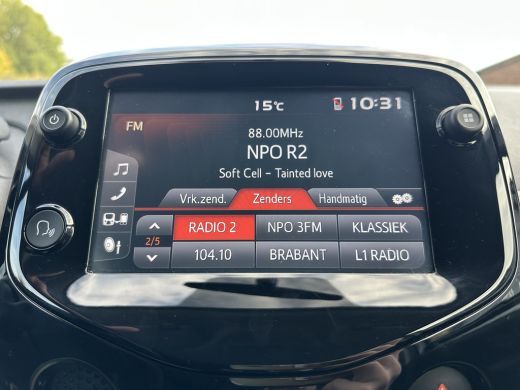 15°C
10:31
FM
88.00MHz
NPO R2
Soft Cell - Tainted love
Vrk.zend. Zenders Handmatig
RADIO 2 NPO 3FM KLASSIEK
2/5
104.10 BRABANT L1 RADIO